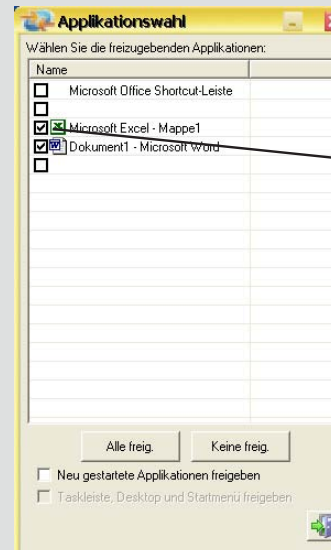 Applikationswahl
Wählen Sie die freizugebenden Applikationen:
Name
Microsoft Office Shortcut-Leiste
Microsoft Excel - Mappe1
Dokument1 - Microsoft Word
Alle freig. Keine freig.
Neu gestartete Applikationen freigeben
Taskleiste, Desktop und Startmenü freigeben